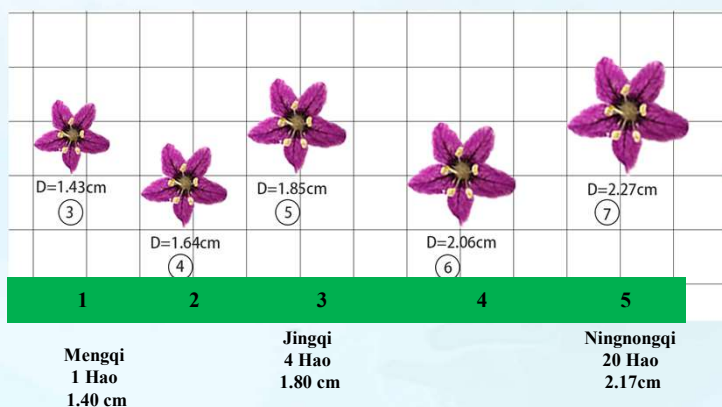 D=1.43cm
③
D=1.64cm
④
D=1.85cm
⑤
D=2.06cm
⑥
D=2.27cm
⑦
1 2 3 4 5
Mengqi
1 Hao
1.40 cm
Jingqi
4 Hao
1.80 cm
Ningnongqi
20 Hao
2.17cm